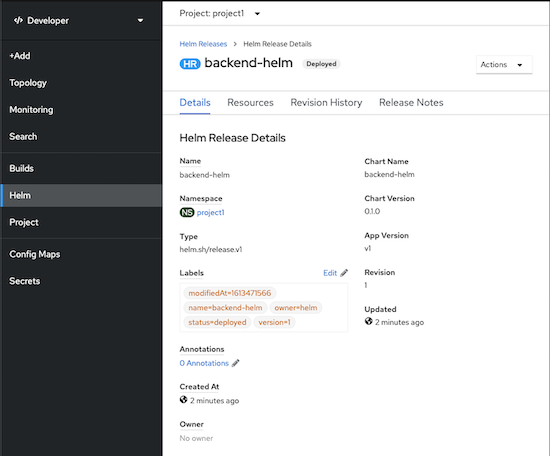 Developer
+Add
Topology
Monitoring
Search
Builds
Helm
Project
Config Maps
Secrets
Project: project1
Helm Releases > Helm Release Details
HR backend-helm Deployed
Actions
Details Resources Revision History Release Notes
Helm Release Details
Name
backend-helm
Namespace
NS project1
Type
helm.sh/release.v1
Labels Edit
modifiedAt=1613471566
name=backend-helm owner=helm
status=deployed version=1
Annotations
0 Annotations
Created At
2 minutes ago
Owner
No owner
Chart Name
backend-helm
Chart Version
0.1.0
App Version
v1
Revision
1
Updated
2 minutes ago